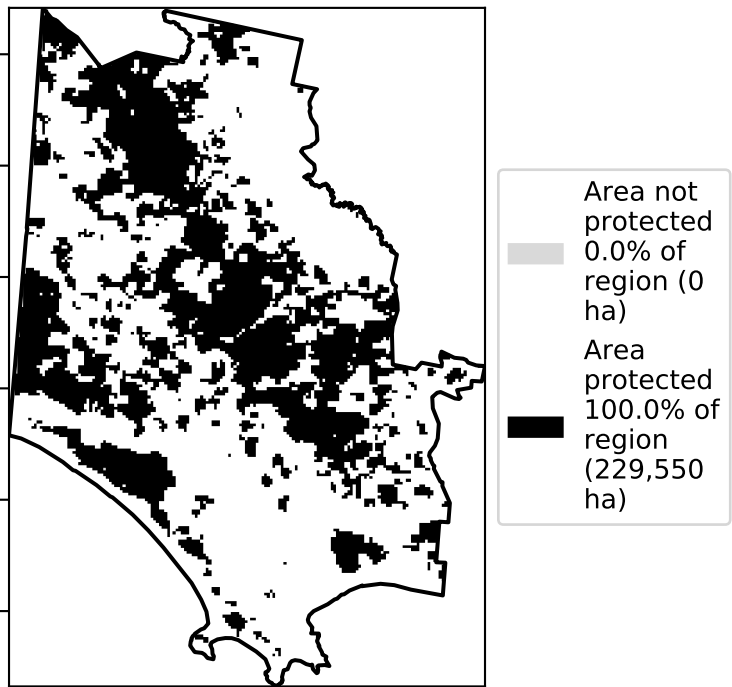 Area not
protected
0.0% of
region (0
ha)
Area
protected
100.0% of
region
(229,550
ha)